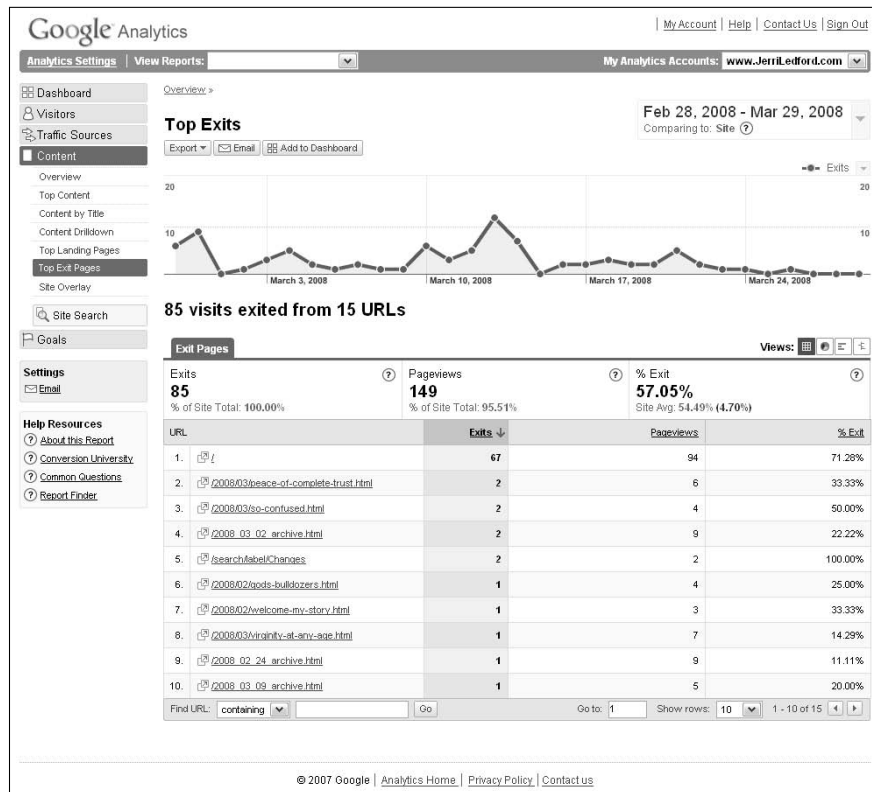 Google Analytics
My Account | Help | Contact Us | Sign Out
Analytics Settings | View Reports:
My Analytics Accounts: www.JerriLedford.com
Dashboard
Visitors
Traffic Sources
Content
Overview
Top Content
Content by Title
Content Drilldown
Top Landing Pages
Top Exit Pages
Site Overlay
Site Search
Goals
Settings
Email
Help Resources
? About this Report
? Conversion University
? Common Questions
? Report Finder
Overview »
Top Exits
Feb 28, 2008 - Mar 29, 2008
Comparing to: Site ?
Export Email Add to Dashboard
Exits
20 20
10 10
March 3, 2008 March 10, 2008 March 17, 2008 March 24, 2008
85 visits exited from 15 URLs
Exit Pages
Views:
Exits ? Pageviews ? % Exit ?
85 149 57.05%
% of Site Total: 100.00% % of Site Total: 95.51% Site Avg: 54.49% (4.70%)
URL Exits ↓ Pageviews % Exit
1. / 67 94 71.28%
2. /2008/03/peace-of-complete-trust.html 2 6 33.33%
3. /2008/03/so-confused.html 2 4 50.00%
4. /2008_03_02_archive.html 2 9 22.22%
5. /search/label/Changes 2 2 100.00%
6. /2008/02/gods-bulldozers.html 1 4 25.00%
7. /2008/02/welcome-my-story.html 1 3 33.33%
8. /2008/03/virginity-at-any-age.html 1 7 14.29%
9. /2008_02_24_archive.html 1 9 11.11%
10. /2008_03_09_archive.html 1 5 20.00%
Find URL: containing Go Go to: 1 Show rows: 10 1 - 10 of 15
© 2007 Google | Analytics Home | Privacy Policy | Contact us